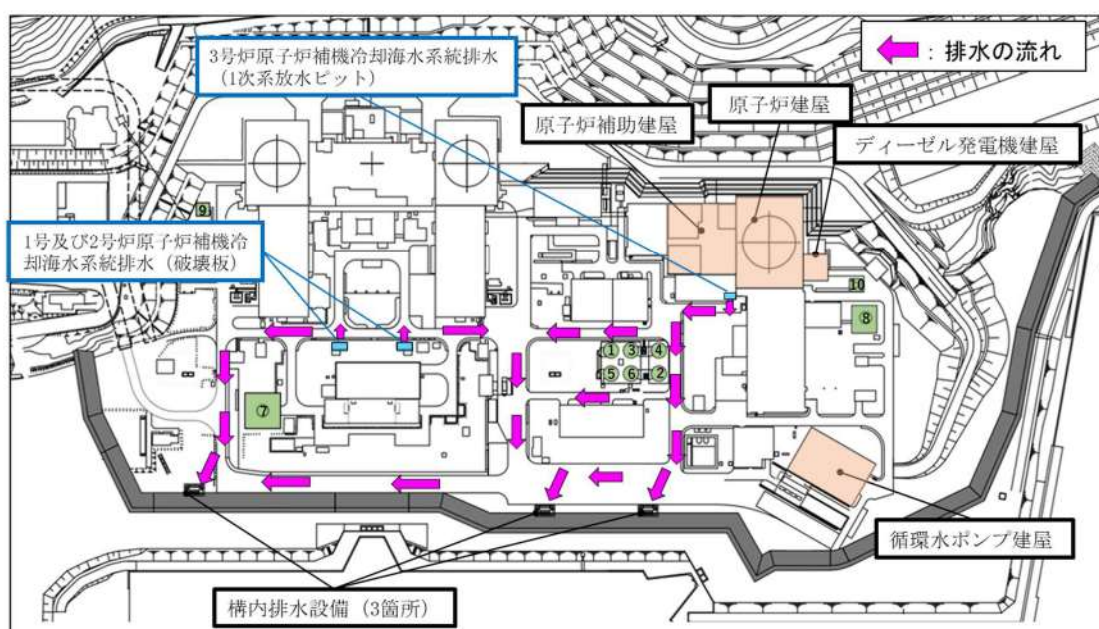 3号炉原子炉補機冷却海水系統排水
（1次系放水ピット）
：排水の流れ
原子炉建屋
原子炉補助建屋
ディーゼル発電機建屋
⑨
1号及び2号炉原子炉補機冷
却海水系統排水（破壊板）
10
⑧
①
③
④
⑤
⑥
②
⑦
循環水ポンプ建屋
構内排水設備（3箇所）